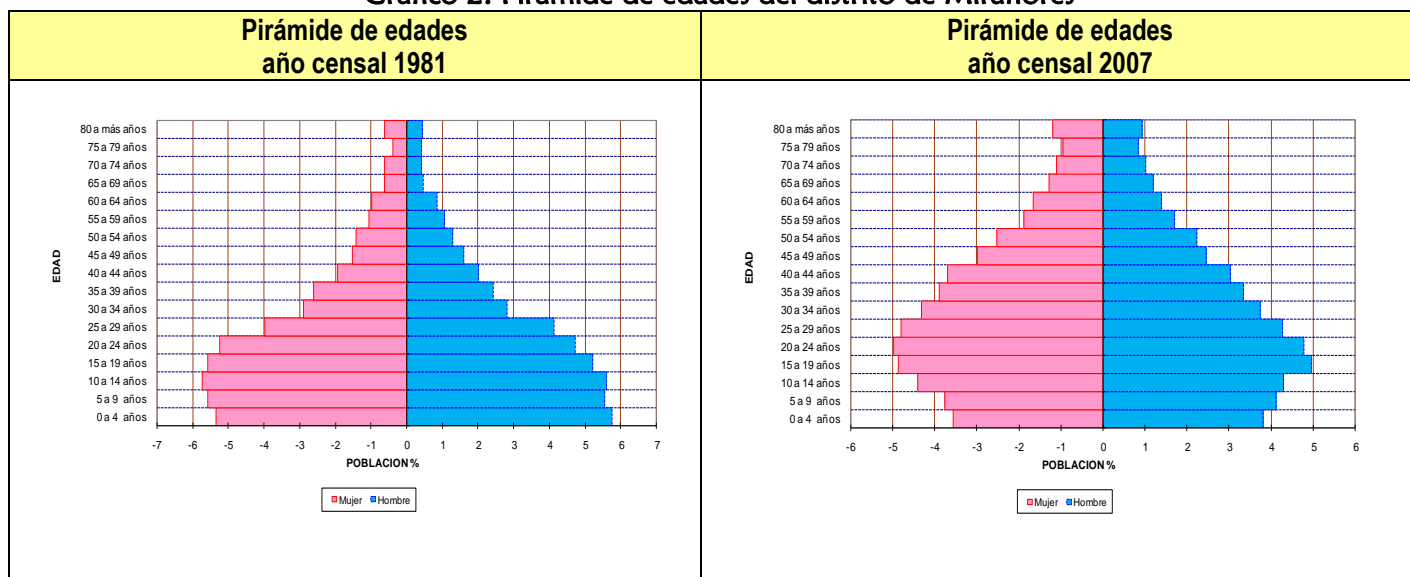 Gráfico 2: Pirámide de edades del distrito de Miraflores
Pirámide de edades
año censal 1981
80 a más años
75 a 79 años
70 a 74 años
65 a 69 años
60 a 64 años
55 a 59 años
50 a 54 años
45 a 49 años
40 a 44 años
35 a 39 años
30 a 34 años
25 a 29 años
20 a 24 años
15 a 19 años
10 a 14 años
5 a 9 años
0 a 4 años
EDAD
-7 -6 -5 -4 -3 -2 -1 0 1 2 3 4 5 6 7
POBLACION %
Mujer Hombre
Pirámide de edades
año censal 2007
80 a más años
75 a 79 años
70 a 74 años
65 a 69 años
60 a 64 años
55 a 59 años
50 a 54 años
45 a 49 años
40 a 44 años
35 a 39 años
30 a 34 años
25 a 29 años
20 a 24 años
15 a 19 años
10 a 14 años
5 a 9 años
0 a 4 años
EDAD
-6 -5 -4 -3 -2 -1 0 1 2 3 4 5 6
POBLACION %
Mujer Hombre